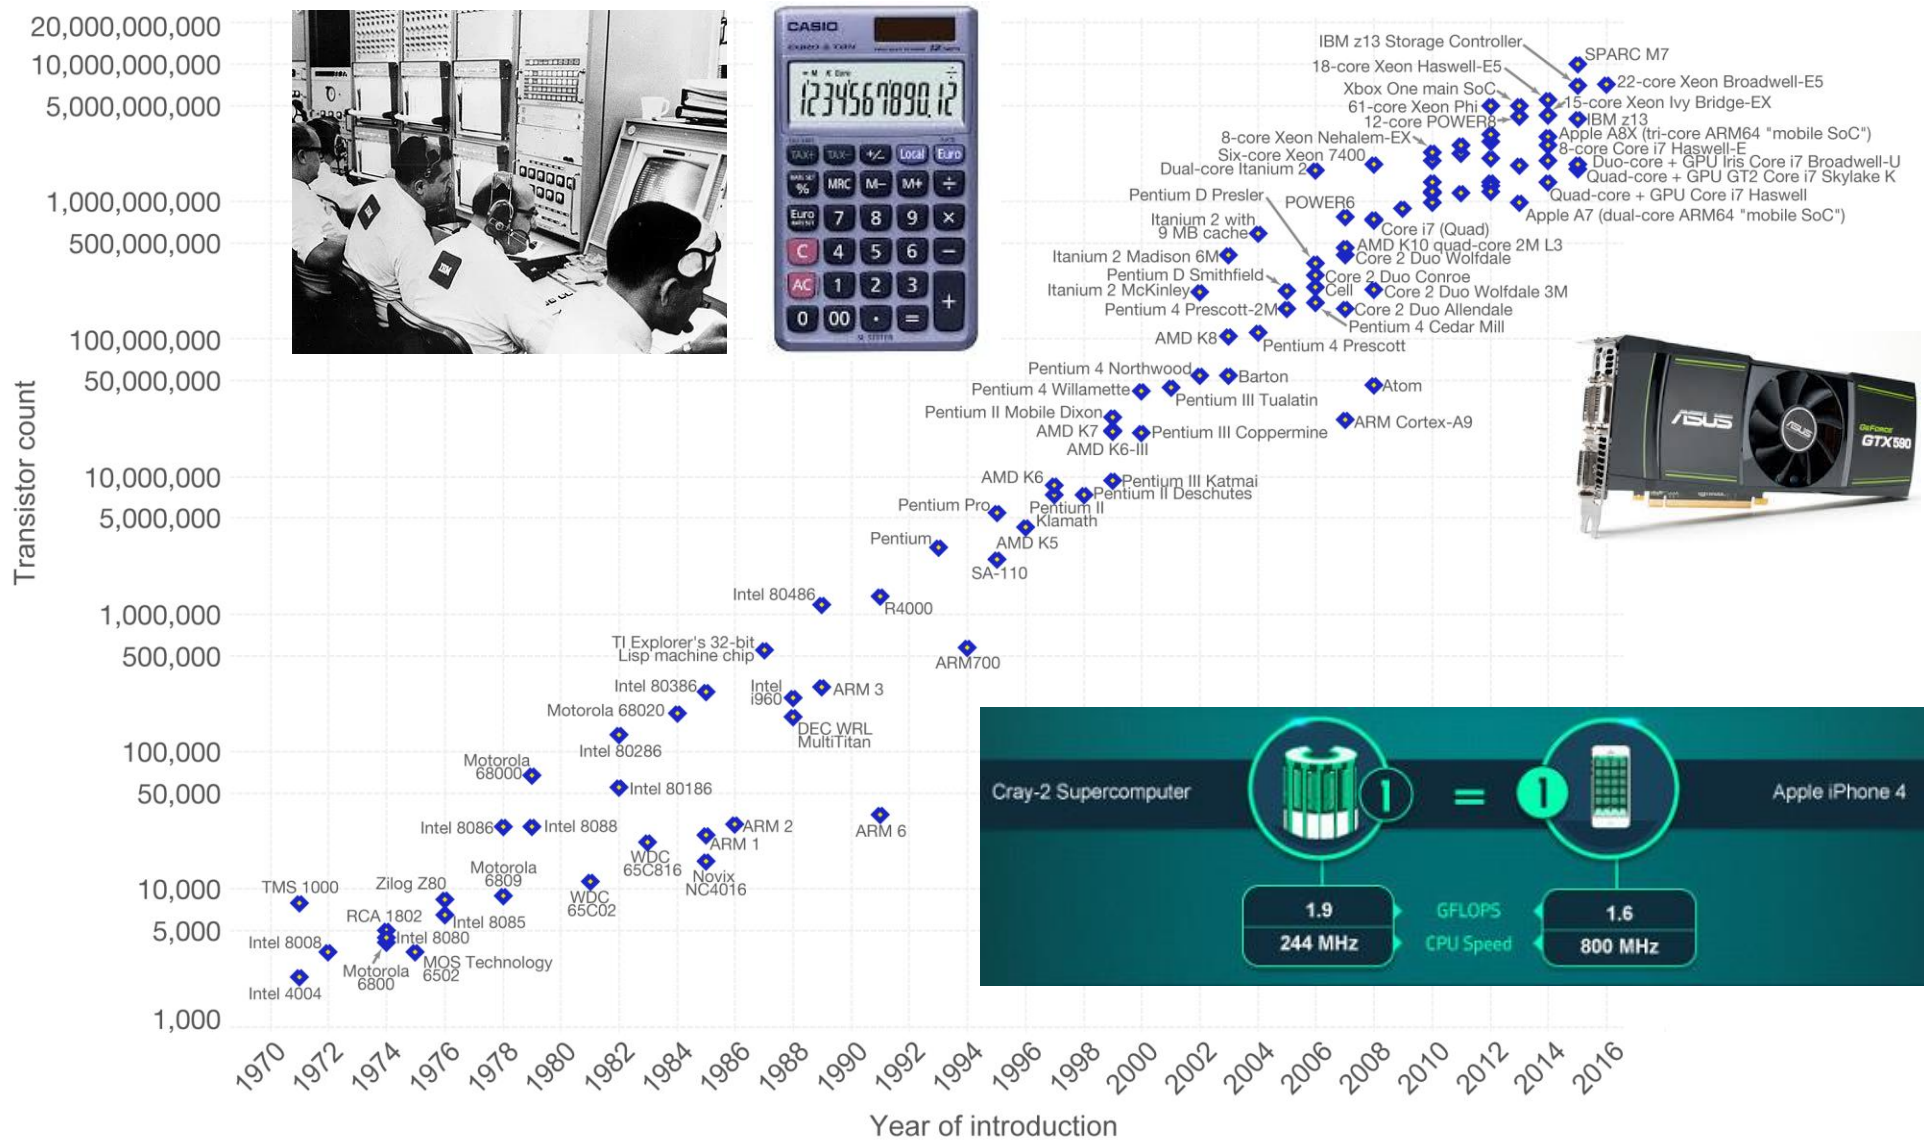 20,000,000,000
10,000,000,000
5,000,000,000
1,000,000,000
500,000,000
100,000,000
50,000,000
10,000,000
5,000,000
1,000,000
500,000
100,000
50,000
10,000
5,000
1,000
Transistor count
CASIO
12 DIGITS
1234567890.12
TAX+ TAX− +/− Local Euro
% MRC M− M+ ÷
Euro 7 8 9 ×
C 4 5 6 −
AC 1 2 3 +
0 00 · =
IBM z13 Storage Controller
SPARC M7
18-core Xeon Haswell-E5
22-core Xeon Broadwell-E5
Xbox One main SoC
61-core Xeon Phi
15-core Xeon Ivy Bridge-EX
12-core POWER8
IBM z13
8-core Xeon Nehalem-EX
Apple A8X (tri-core ARM64 "mobile SoC")
Six-core Xeon 7400
8-core Core i7 Haswell-E
Dual-core Itanium 2
Duo-core + GPU Iris Core i7 Broadwell-U
Quad-core + GPU GT2 Core i7 Skylake K
Pentium D Presler
POWER6
Quad-core + GPU Core i7 Haswell
Apple A7 (dual-core ARM64 "mobile SoC")
Itanium 2 with
9 MB cache
Core i7 (Quad)
AMD K10 quad-core 2M L3
Itanium 2 Madison 6M
Core 2 Duo Wolfdale
Pentium D Smithfield
Core 2 Duo Conroe
Itanium 2 McKinley
Cell
Core 2 Duo Wolfdale 3M
Pentium 4 Prescott-2M
Core 2 Duo Allendale
Pentium 4 Cedar Mill
AMD K8
Pentium 4 Prescott
Pentium 4 Northwood
Barton
Pentium 4 Willamette
Atom
Pentium III Tualatin
Pentium II Mobile Dixon
ARM Cortex-A9
AMD K7
Pentium III Coppermine
AMD K6-III
AMD K6
Pentium III Katmai
Pentium II Deschutes
Pentium Pro
Pentium II
Klamath
Pentium
AMD K5
SA-110
Intel 80486
R4000
TI Explorer's 32-bit
Lisp machine chip
ARM700
Intel 80386
Intel
i960
ARM 3
Motorola 68020
DEC WRL
MultiTitan
Intel 80286
Motorola
68000
Intel 80186
Intel 8086
Intel 8088
ARM 2
ARM 6
ARM 1
WDC
65C816
Novix
NC4016
Motorola
6809
Zilog Z80
TMS 1000
WDC
65C02
RCA 1802
Intel 8085
Intel 8080
Intel 8008
MOS Technology
6502
Motorola
6800
Intel 4004
ASUS
ASUS
GEFORCE
GTX590
Cray-2 Supercomputer 1 = 1 Apple iPhone 4
1.9 GFLOPS 1.6
244 MHz CPU Speed 800 MHz
1970 1972 1974 1976 1978 1980 1982 1984 1986 1988 1990 1992 1994 1996 1998 2000 2002 2004 2006 2008 2010 2012 2014 2016
Year of introduction